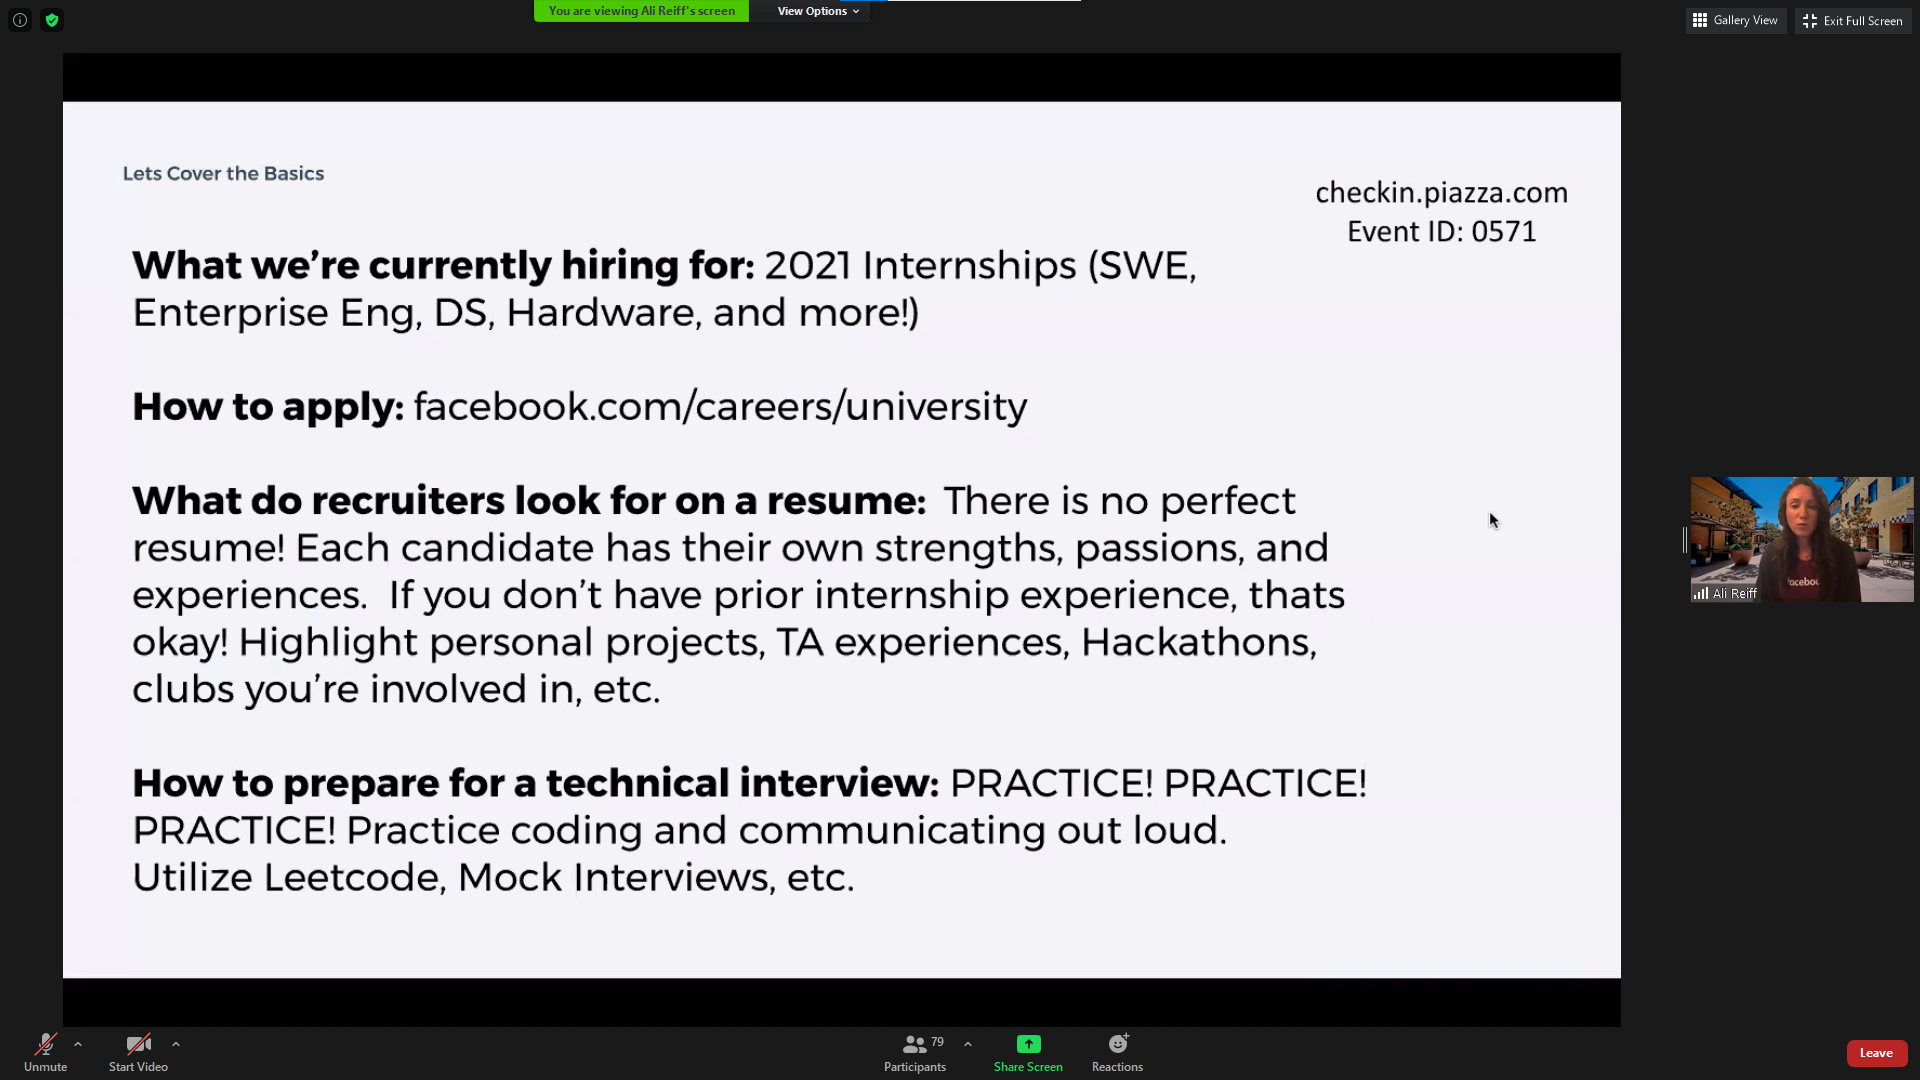 You are viewing Ali Reiff's screen
View Options
Gallery View
Exit Full Screen
Lets Cover the Basics
checkin.piazza.com
Event ID: 0571
What we’re currently hiring for: 2021 Internships (SWE,
Enterprise Eng, DS, Hardware, and more!)
How to apply: facebook.com/careers/university
What do recruiters look for on a resume:  There is no perfect
resume! Each candidate has their own strengths, passions, and
experiences.  If you don’t have prior internship experience, thats
okay! Highlight personal projects, TA experiences, Hackathons,
clubs you’re involved in, etc.
How to prepare for a technical interview: PRACTICE! PRACTICE!
PRACTICE! Practice coding and communicating out loud.
Utilize Leetcode, Mock Interviews, etc.
faceboo
Ali Reiff
Unmute
Start Video
79
Participants
Share Screen
Reactions
Leave